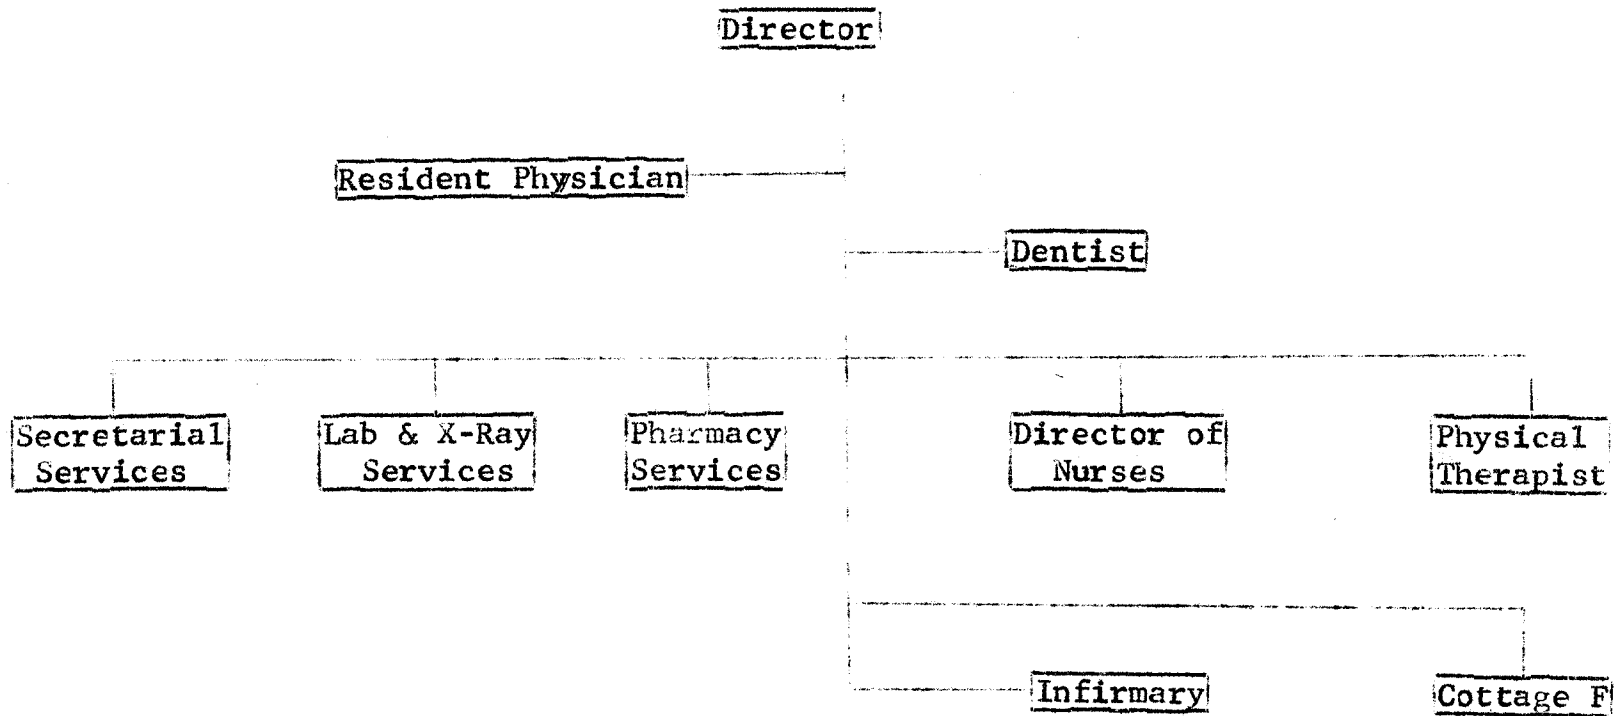 Director
Resident Physician
Dentist
Secretarial
Services
Lab & X-Ray
Services
Pharmacy
Services
Director of
Nurses
Physical
Therapist
Infirmary
Cottage F